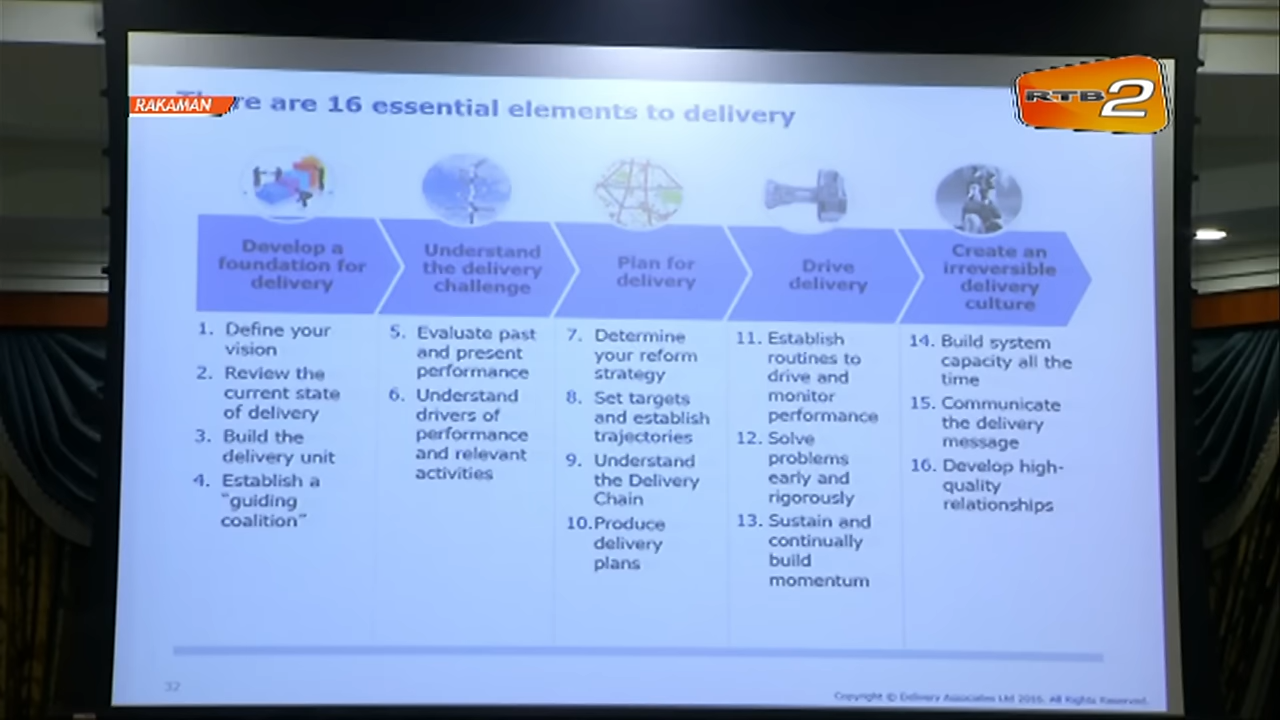 RAKAMAN
re are 16 essential elements to delivery
RTB2
Develop a
foundation for
delivery
Understand
the delivery
challenge
Plan for
delivery
Drive
delivery
Create an
irreversible
delivery
culture
1. Define your
vision
2. Review the
current state
of delivery
3. Build the
delivery unit
4. Establish a
"guiding
coalition"
5. Evaluate past
and present
performance
6. Understand
drivers of
performance
and relevant
activities
7. Determine
your reform
strategy
8. Set targets
and establish
trajectories
9. Understand
the Delivery
Chain
10. Produce
delivery
plans
11. Establish
routines to
drive and
monitor
performance
12. Solve
problems
early and
rigorously
13. Sustain and
continually
build
momentum
14. Build system
capacity all the
time
15. Communicate
the delivery
message
16. Develop high-
quality
relationships
Copyright © Delivery Associates Ltd 2016. All Rights Reserved.